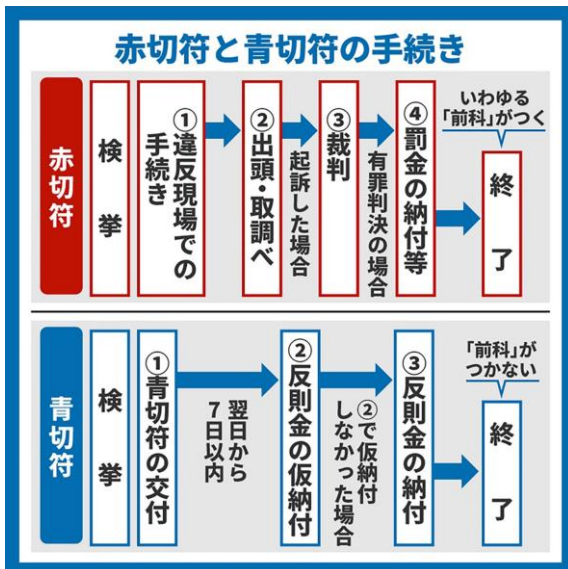 赤切符と青切符の手続き
赤切符
検挙
①違反現場での
手続き
②出頭・取調べ
起訴した場合
③裁判
有罪判決の場合
④罰金の納付等
いわゆる
「前科」がつく
終了
青切符
検挙
①青切符の交付
翌日から
7日以内
②反則金の仮納付
②で仮納付
しなかった場合
③反則金の納付
「前科」が
つかない
終了